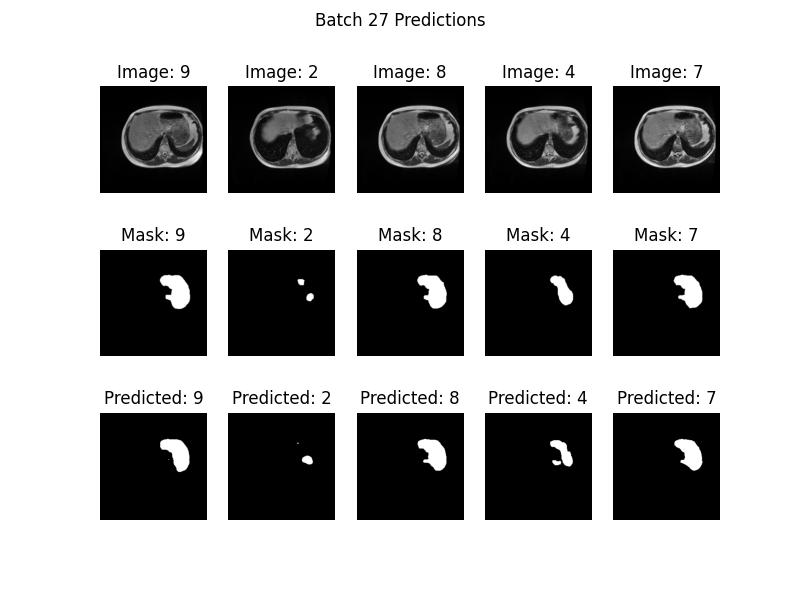 Batch 27 Predictions
Image: 9 Image: 2 Image: 8 Image: 4 Image: 7
Mask: 9 Mask: 2 Mask: 8 Mask: 4 Mask: 7
Predicted: 9 Predicted: 2 Predicted: 8 Predicted: 4 Predicted: 7